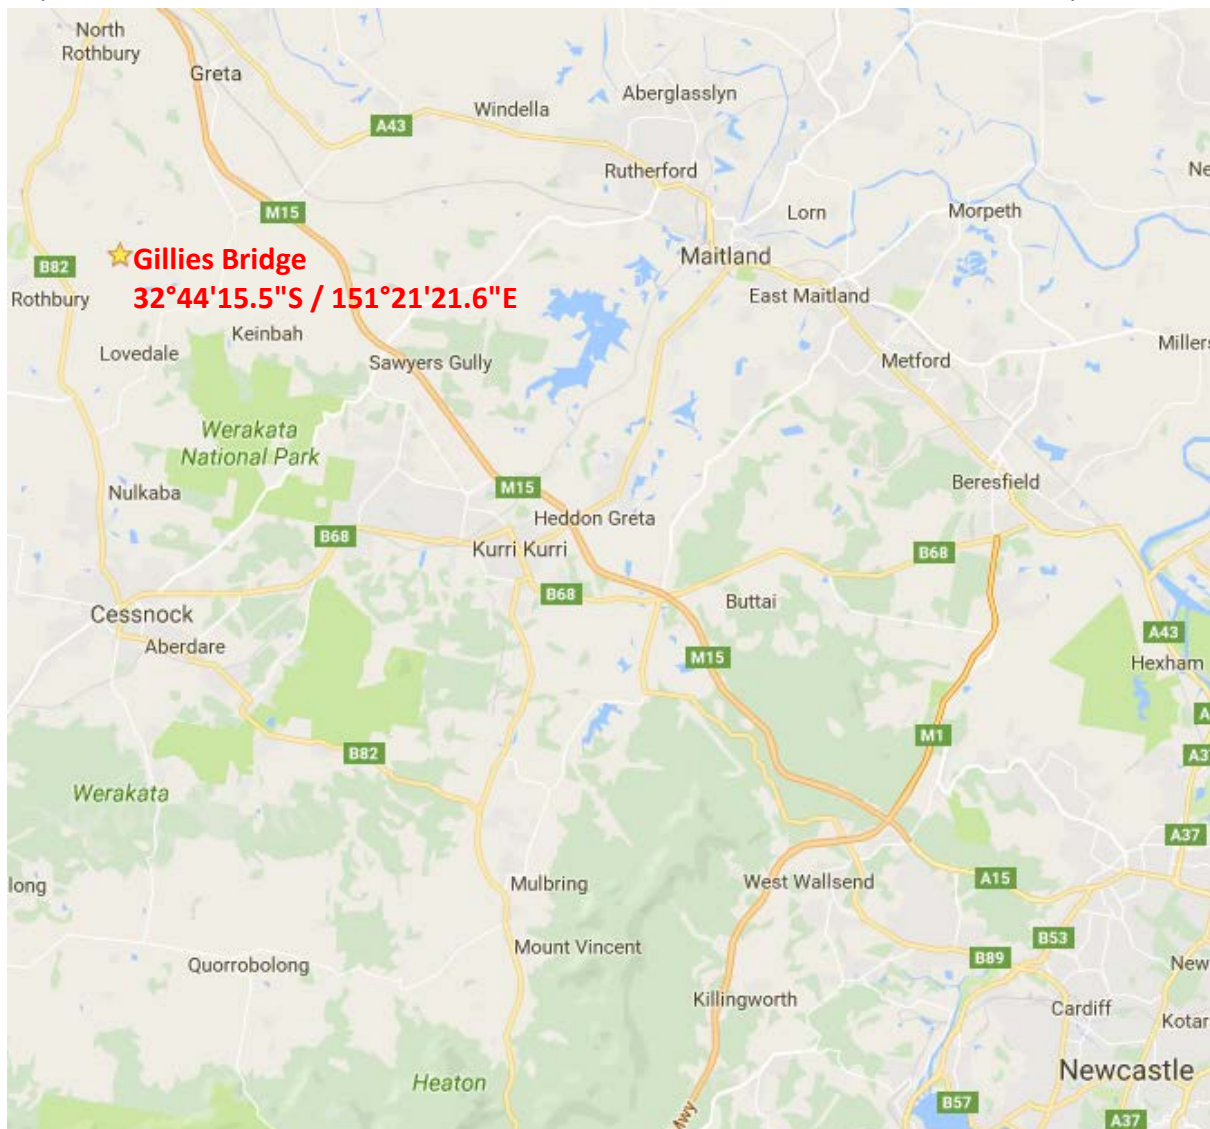 North
Rothbury
Greta
A43
Windella
Aberglasslyn
Rutherford
Ne
M15
Lorn
Morpeth
Maitland
Gillies Bridge
32°44'15.5"S / 151°21'21.6"E
B82
Rothbury
East Maitland
Keinbah
Lovedale
Sawyers Gully
Metford
Millers
Werakata
National Park
Nulkaba
M15
Beresfield
Heddon Greta
B68
Kurri Kurri
B68
B68
Buttai
Cessnock
Aberdare
A43
M15
Hexham
A
M1
A37
B82
Werakata
A37
long
Mulbring
West Wallsend
A15
B53
Mount Vincent
B89
New
Quorrobolong
Killingworth
Cardiff
Kotar
Newcastle
Heaton
B57
Mwy
A37